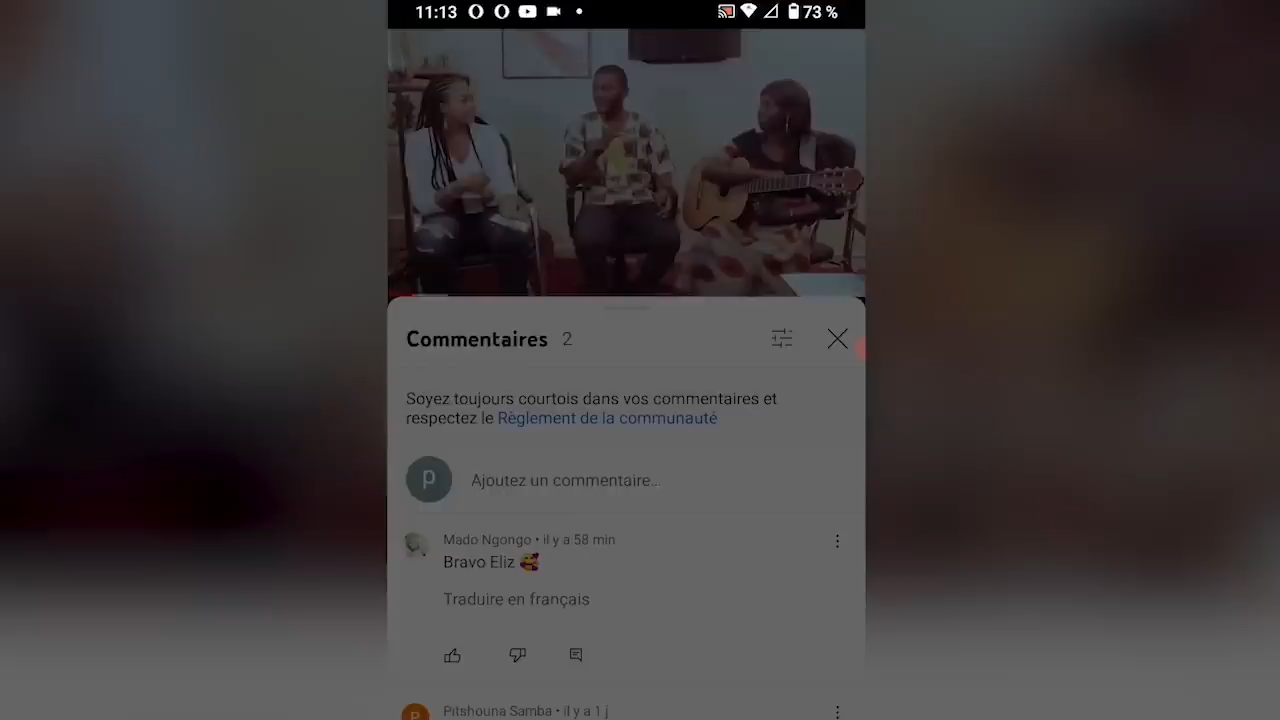 11:13
73 %
Commentaires 2
Soyez toujours courtois dans vos commentaires et
respectez le Règlement de la communauté
p
Ajoutez un commentaire...
Mado Ngongo • il y a 58 min
Bravo Eliz 🥰
Traduire en français
P
Pitshouna Samba • il y a 1 j